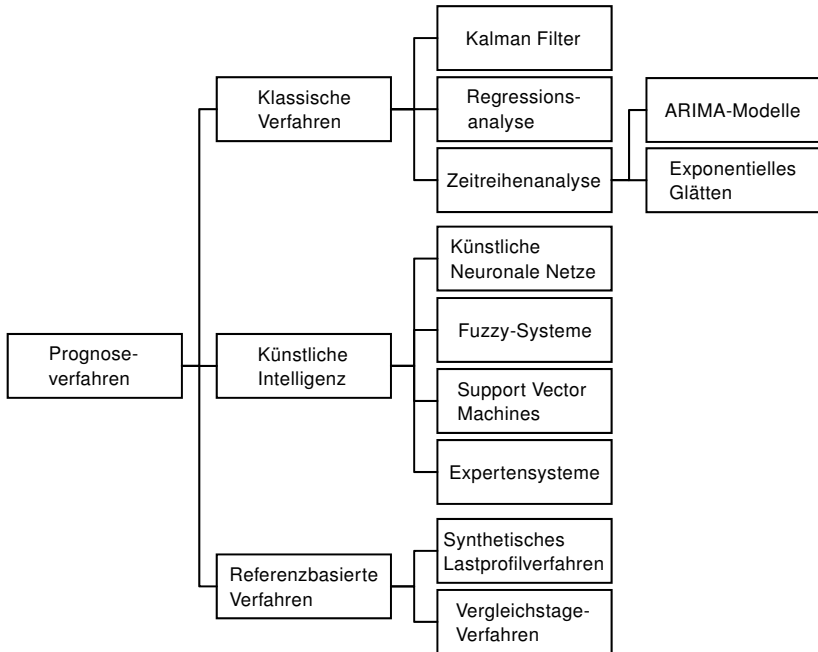 Prognose-
verfahren
Klassische
Verfahren
Kalman Filter
Regressions-
analyse
Zeitreihenanalyse
ARIMA-Modelle
Exponentielles
Glätten
Künstliche
Intelligenz
Künstliche
Neuronale Netze
Fuzzy-Systeme
Support Vector
Machines
Expertensysteme
Referenzbasierte
Verfahren
Synthetisches
Lastprofilverfahren
Vergleichstage-
Verfahren